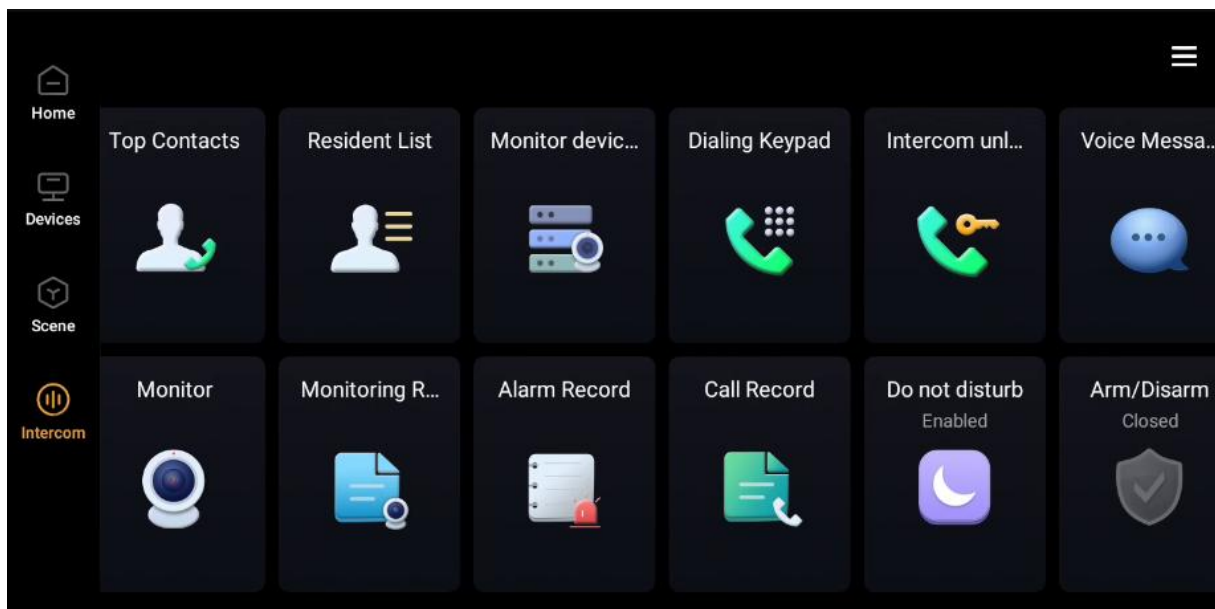 Home
Devices
Scene
Intercom
Top Contacts
Resident List
Monitor devic...
Dialing Keypad
Intercom unl...
Voice Messa..
Monitor
Monitoring R...
Alarm Record
Call Record
Do not disturb
Enabled
Arm/Disarm
Closed